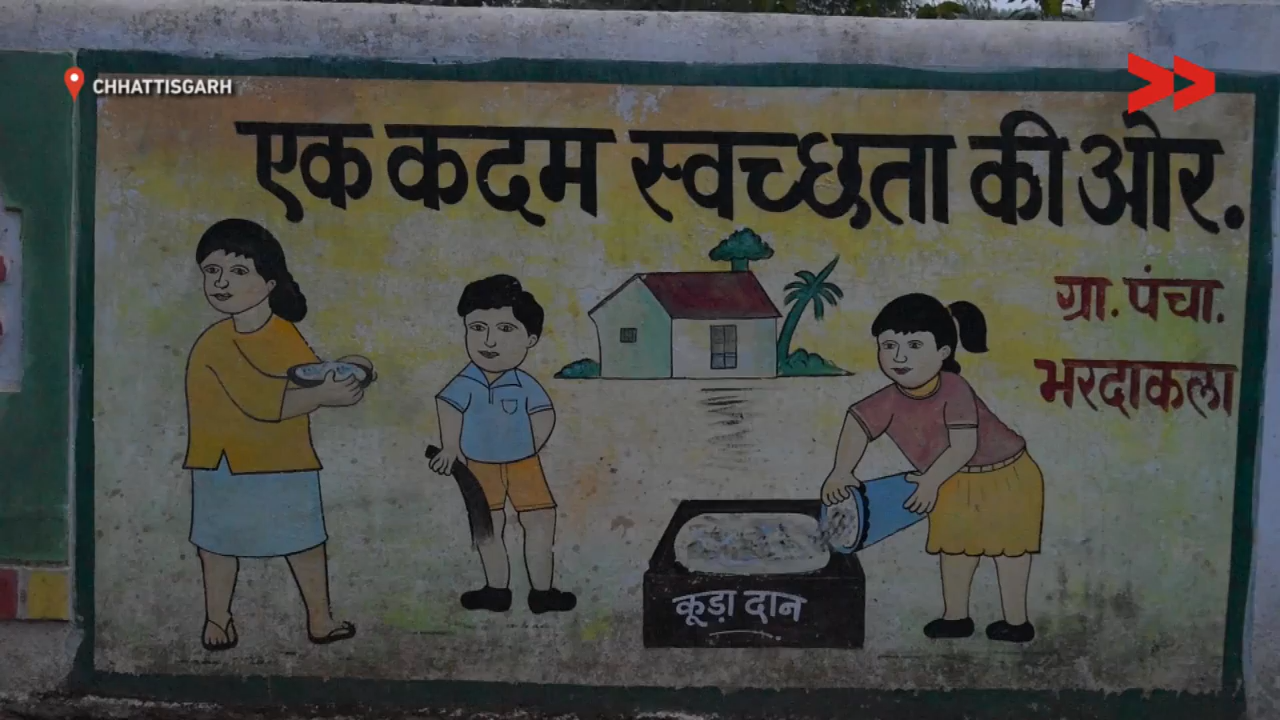 CHHATTISGARH
एक कदम स्वच्छता की ओर.
ग्रा. पंचा.
भरदाकला
कूड़ा दान